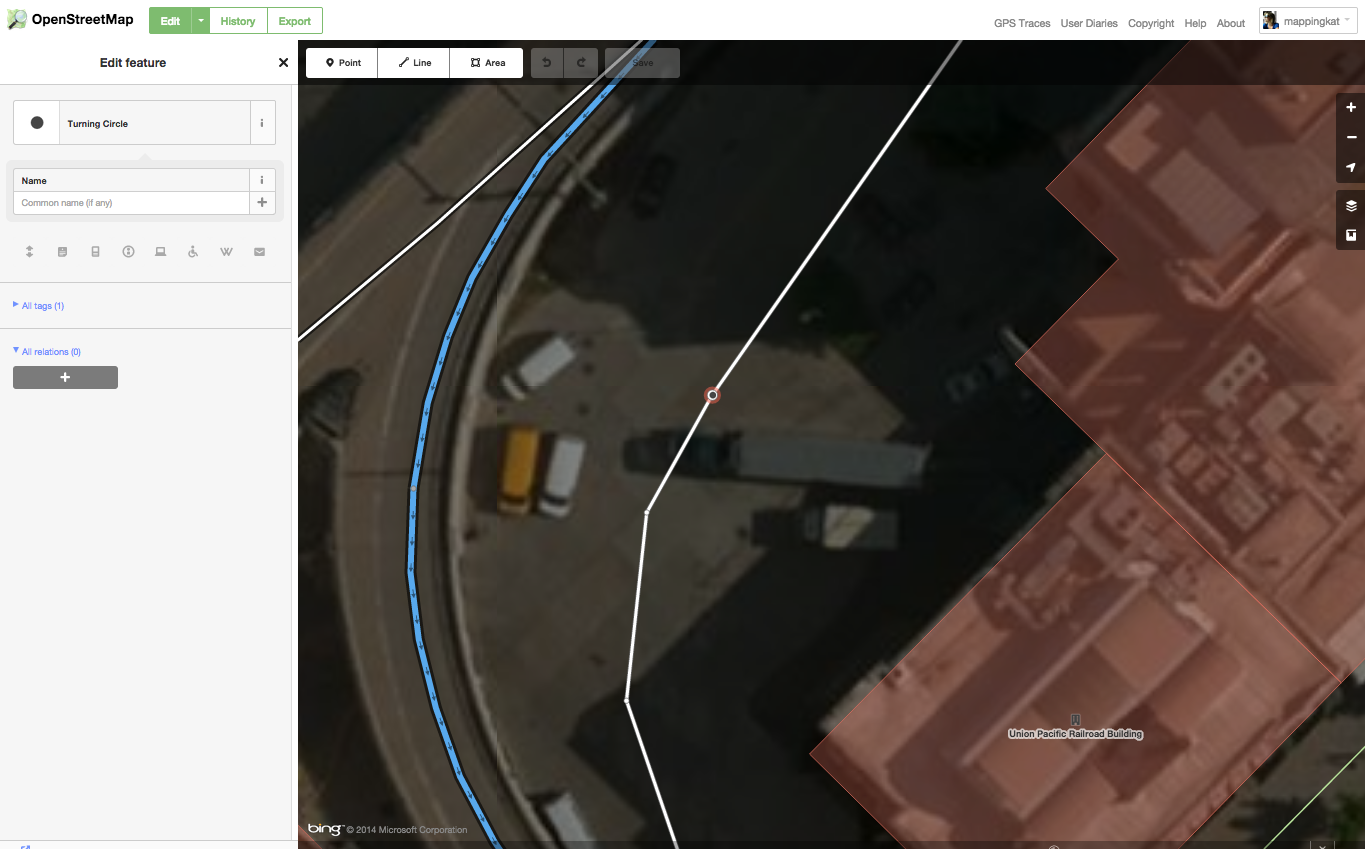 OpenStreetMap
Edit
History
Export
GPS Traces
User Diaries
Copyright
Help
About
mappingkat
Edit feature
Point
Line
Area
Save
Turning Circle
Name
Common name (if any)
All tags (1)
All relations (0)
Union Pacific Railroad Building
bing™ © 2014 Microsoft Corporation